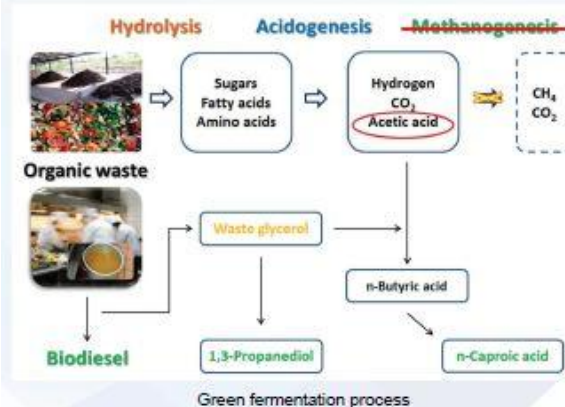 Hydrolysis Acidogenesis Methanogenesis
Sugars
Fatty acids
Amino acids
Hydrogen
CO₂
Acetic acid
CH₄
CO₂
Organic waste
Waste glycerol
n-Butyric acid
Biodiesel
1,3-Propanediol
n-Caproic acid
Green fermentation process